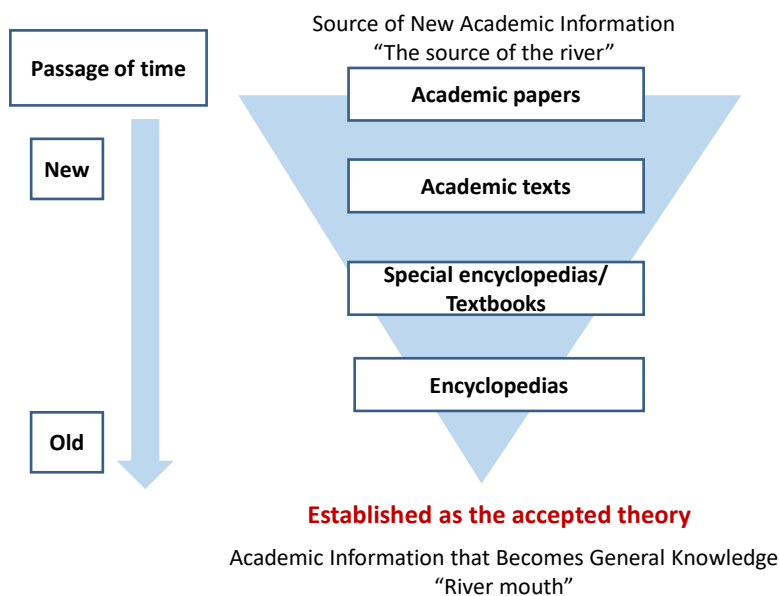 Source of New Academic Information
“The source of the river”
Passage of time
Academic papers
New
Academic texts
Special encyclopedias/
Textbooks
Encyclopedias
Old
Established as the accepted theory
Academic Information that Becomes General Knowledge
“River mouth”